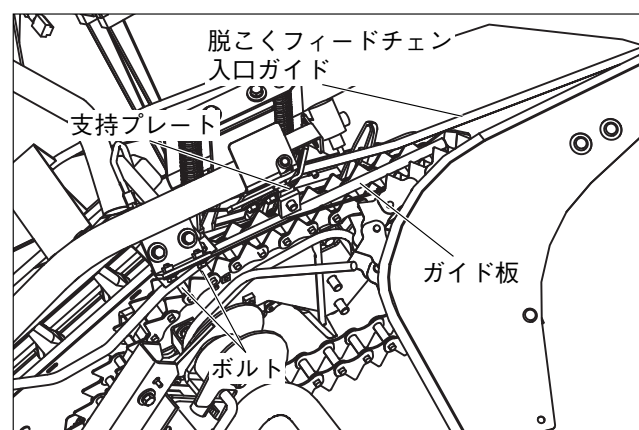 脱こくフィードチェン
入口ガイド
支持プレート
ガイド板
ボルト